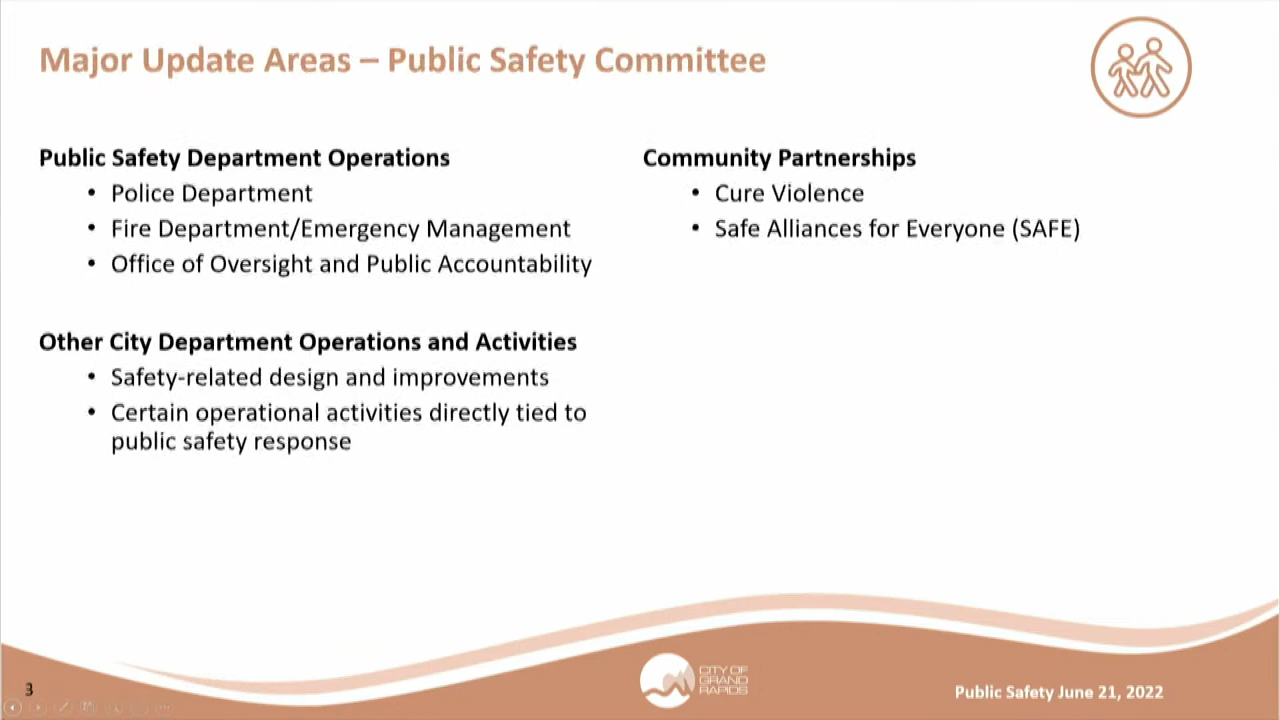 Major Update Areas – Public Safety Committee
Public Safety Department Operations
• Police Department
• Fire Department/Emergency Management
• Office of Oversight and Public Accountability
Other City Department Operations and Activities
• Safety-related design and improvements
• Certain operational activities directly tied to
public safety response
Community Partnerships
• Cure Violence
• Safe Alliances for Everyone (SAFE)
3
CITY OF
GRAND
RAPIDS
Public Safety June 21, 2022